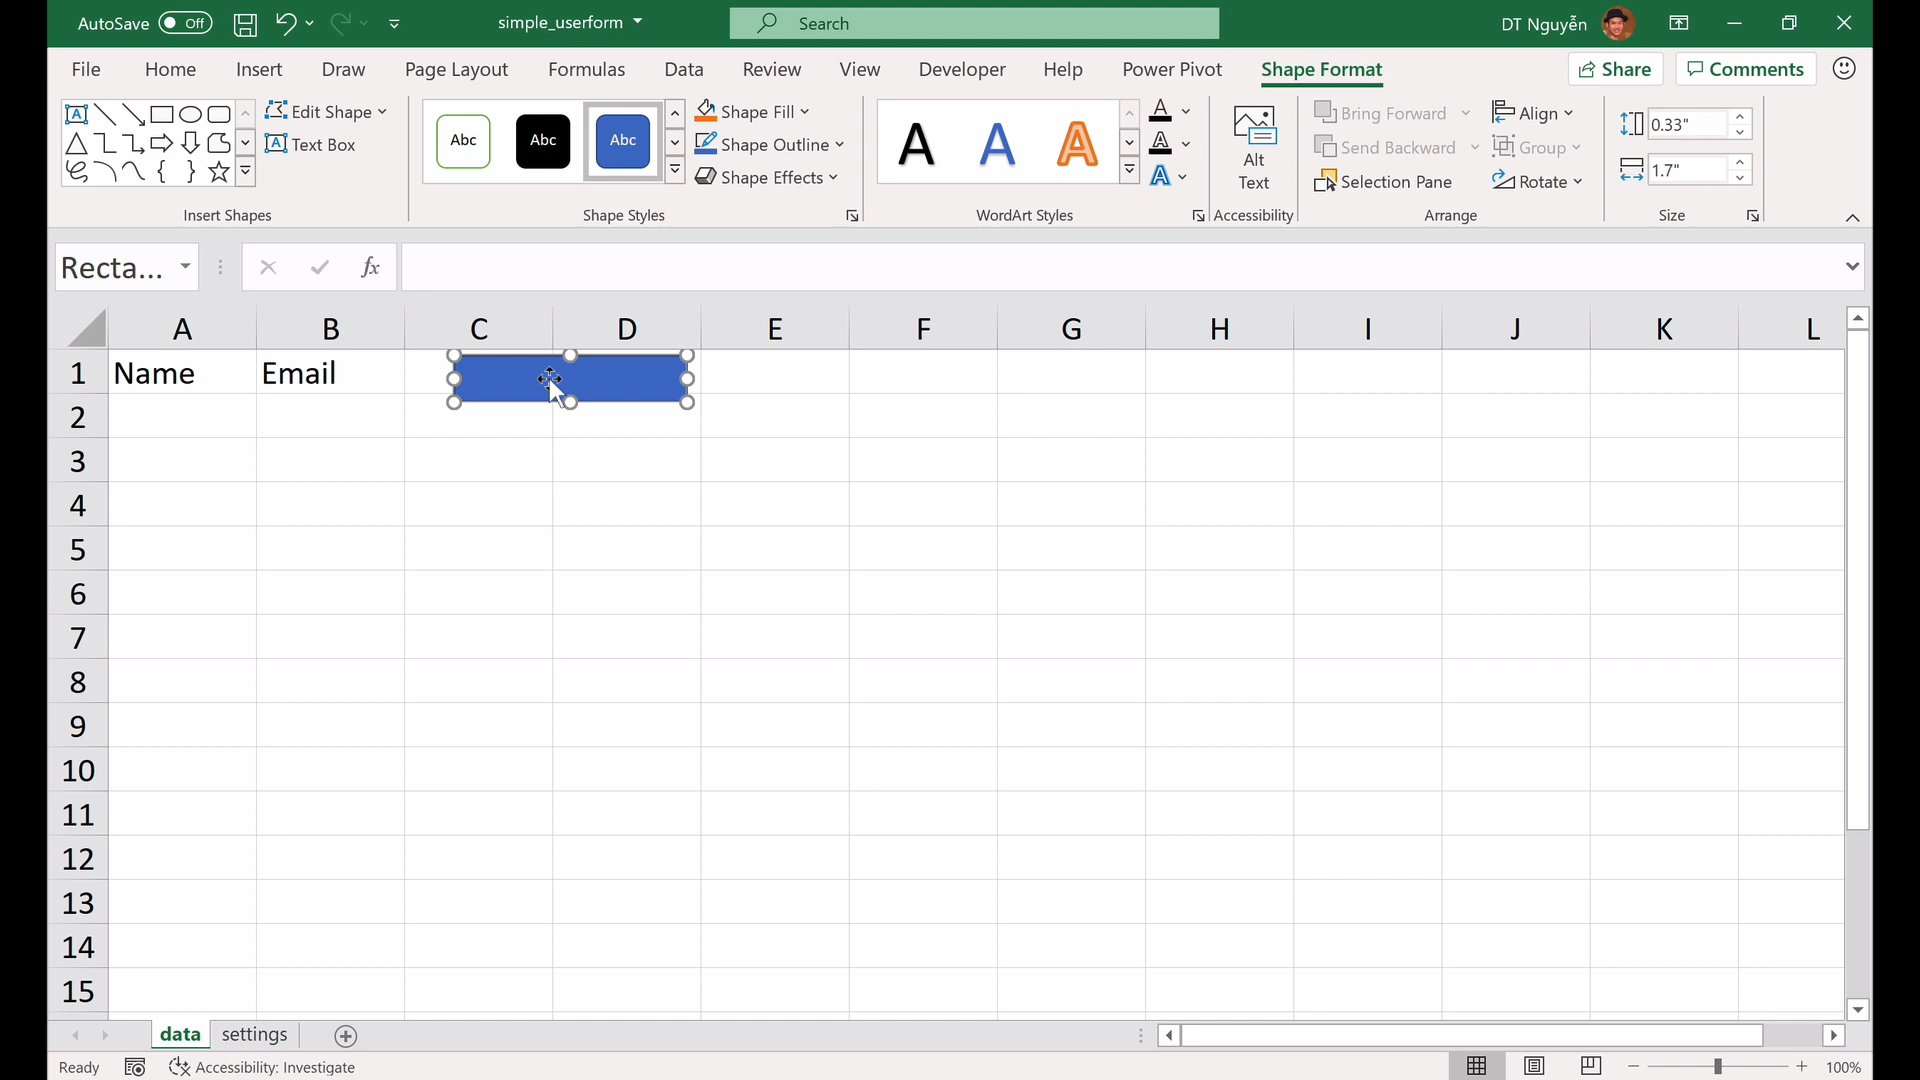 AutoSave Off simple_userform Search DT Nguyễn
File Home Insert Draw Page Layout Formulas Data Review View Developer Help Power Pivot Shape Format Share Comments
A Edit Shape
Text Box
Abc Abc Abc
Shape Fill
Shape Outline
Shape Effects
A A A
A
A
A
Alt
Text
Bring Forward
Send Backward
Selection Pane
Align
Group
Rotate
0.33"
1.7"
Insert Shapes Shape Styles WordArt Styles Accessibility Arrange Size
Recta... fx
A B C D E F G H I J K L
1 Name Email
2
3
4
5
6
7
8
9
10
11
12
13
14
15
data settings
Ready Accessibility: Investigate 100%